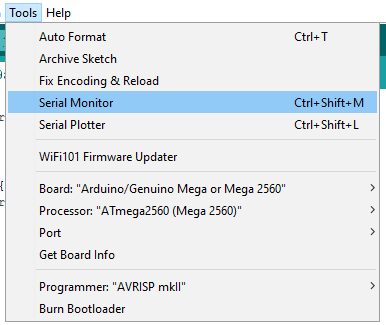 Tools Help
Auto Format Ctrl+T
Archive Sketch
Fix Encoding & Reload
Serial Monitor Ctrl+Shift+M
Serial Plotter Ctrl+Shift+L
WiFi101 Firmware Updater
Board: "Arduino/Genuino Mega or Mega 2560"
Processor: "ATmega2560 (Mega 2560)"
Port
Get Board Info
Programmer: "AVRISP mkII"
Burn Bootloader